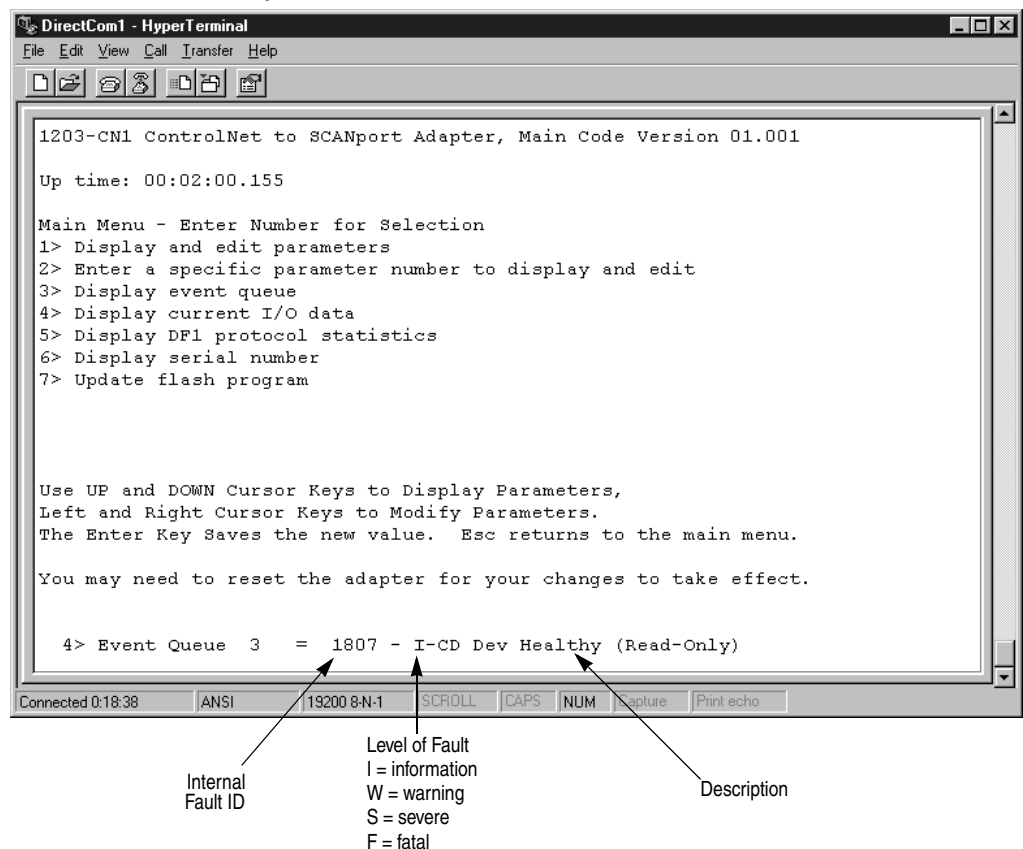 DirectCom1 - HyperTerminal
File Edit View Call Transfer Help
1203-CN1 ControlNet to SCANport Adapter, Main Code Version 01.001
Up time: 00:02:00.155
Main Menu - Enter Number for Selection
1> Display and edit parameters
2> Enter a specific parameter number to display and edit
3> Display event queue
4> Display current I/O data
5> Display DF1 protocol statistics
6> Display serial number
7> Update flash program
Use UP and DOWN Cursor Keys to Display Parameters,
Left and Right Cursor Keys to Modify Parameters.
The Enter Key Saves the new value. Esc returns to the main menu.
You may need to reset the adapter for your changes to take effect.
4> Event Queue 3 = 1807 - I-CD Dev Healthy (Read-Only)
Connected 0:18:38 ANSI 19200 8-N-1 SCROLL CAPS NUM Capture Print echo
Internal
Fault ID
Level of Fault
I = information
W = warning
S = severe
F = fatal
Description